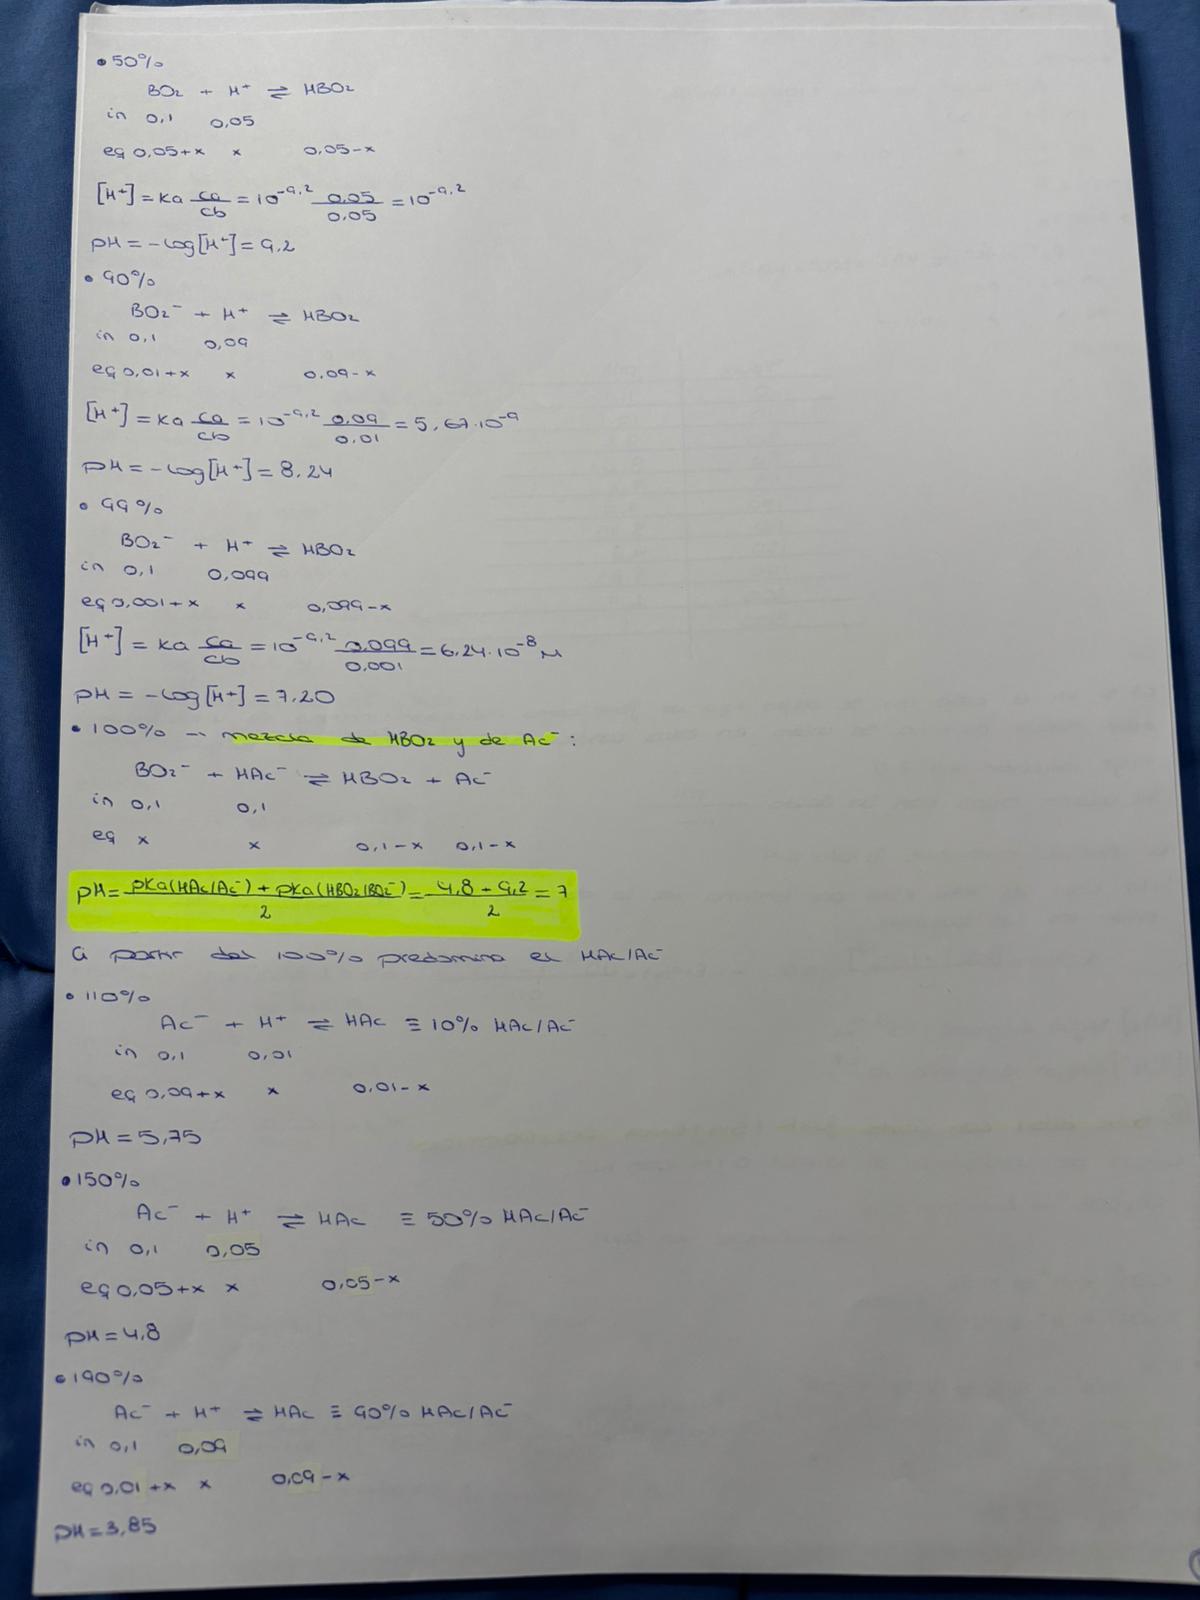 • 50%
BO₂ + H⁺ ⇌ HBO₂
in 0,1 0,05
eq 0,05+x x 0,05-x
[H⁺] = Ka ca/cb = 10⁻⁹,² 0,05/0,05 = 10⁻⁹,²
pH = -log[H⁺] = 9,2
• 90%
BO₂⁻ + H⁺ ⇌ HBO₂
in 0,1 0,09
eq 0,01+x x 0,09-x
[H⁺] = Ka ca/cb = 10⁻⁹,² 0,09/0,01 = 5,67·10⁻⁹
pH = -log[H⁺] = 8,24
• 99%
BO₂⁻ + H⁺ ⇌ HBO₂
in 0,1 0,099
eq 0,001+x x 0,099-x
[H⁺] = Ka ca/cb = 10⁻⁹,² 0,099/0,001 = 6,24·10⁻⁸ M
pH = -log[H⁺] = 7,20
• 100% → mezcla de HBO₂ y de Ac⁻:
BO₂⁻ + HAc⁻ ⇌ HBO₂ + Ac⁻
in 0,1 0,1
eq x x 0,1-x 0,1-x
pH = pKa(HAc/Ac⁻) + pKa(HBO₂/BO₂⁻)/2 = 4,8 + 9,2/2 = 7
a partir del 100% predomina el HAc/Ac⁻
• 110%
Ac⁻ + H⁺ ⇌ HAc ≡ 10% HAc/Ac⁻
in 0,1 0,01
eq 0,09+x x 0,01-x
pH = 5,75
• 150%
Ac⁻ + H⁺ ⇌ HAc ≡ 50% HAc/Ac⁻
in 0,1 0,05
eq 0,05+x x 0,05-x
pH = 4,8
• 190%
Ac⁻ + H⁺ ⇌ HAc ≡ 90% HAc/Ac⁻
in 0,1 0,09
eq 0,01+x x 0,09-x
pH = 3,85